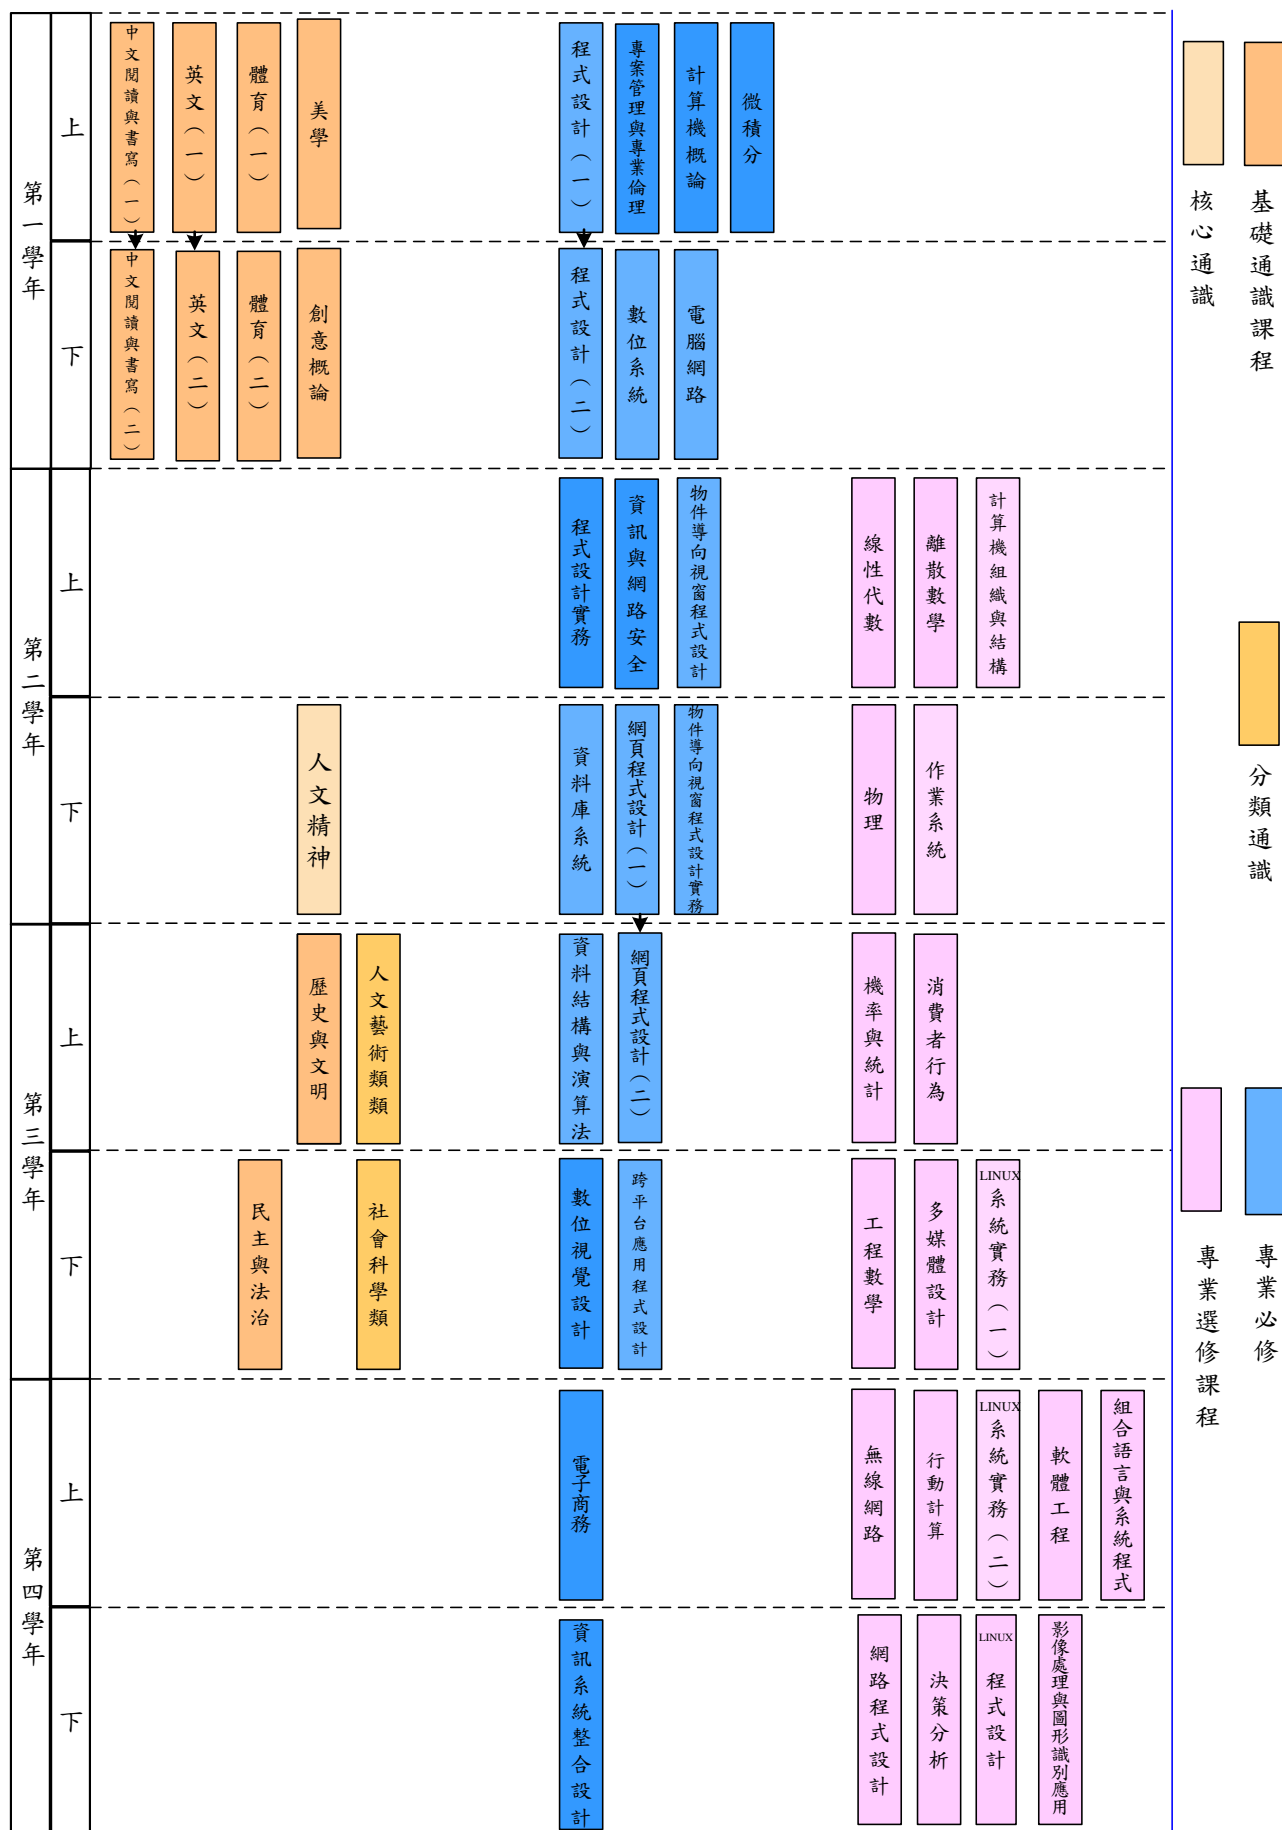 第一學年
上
中文閱讀與書寫（一）
英文（一）
體育（一）
美學
程式設計（一）
專案管理與專業倫理
計算機概論
微積分
下
中文閱讀與書寫（二）
英文（二）
體育（二）
創意概論
程式設計（二）
數位系統
電腦網路
第二學年
上
程式設計實務
資訊與網路安全
物件導向視窗程式設計
線性代數
離散數學
計算機組織與結構
下
人文精神
資料庫系統
網頁程式設計（一）
物件導向視窗程式設計實務
物理
作業系統
第三學年
上
歷史與文明
人文藝術類類
資料結構與演算法
網頁程式設計（二）
機率與統計
消費者行為
下
民主與法治
社會科學類
數位視覺設計
跨平台應用程式設計
工程數學
多媒體設計
LINUX
系統實務（一）
第四學年
上
電子商務
無線網路
行動計算
LINUX
系統實務（二）
軟體工程
組合語言與系統程式
下
資訊系統整合設計
網路程式設計
決策分析
LINUX
程式設計
影像處理與圖形識別應用
核心通識
基礎通識課程
分類通識
專業選修課程
專業必修